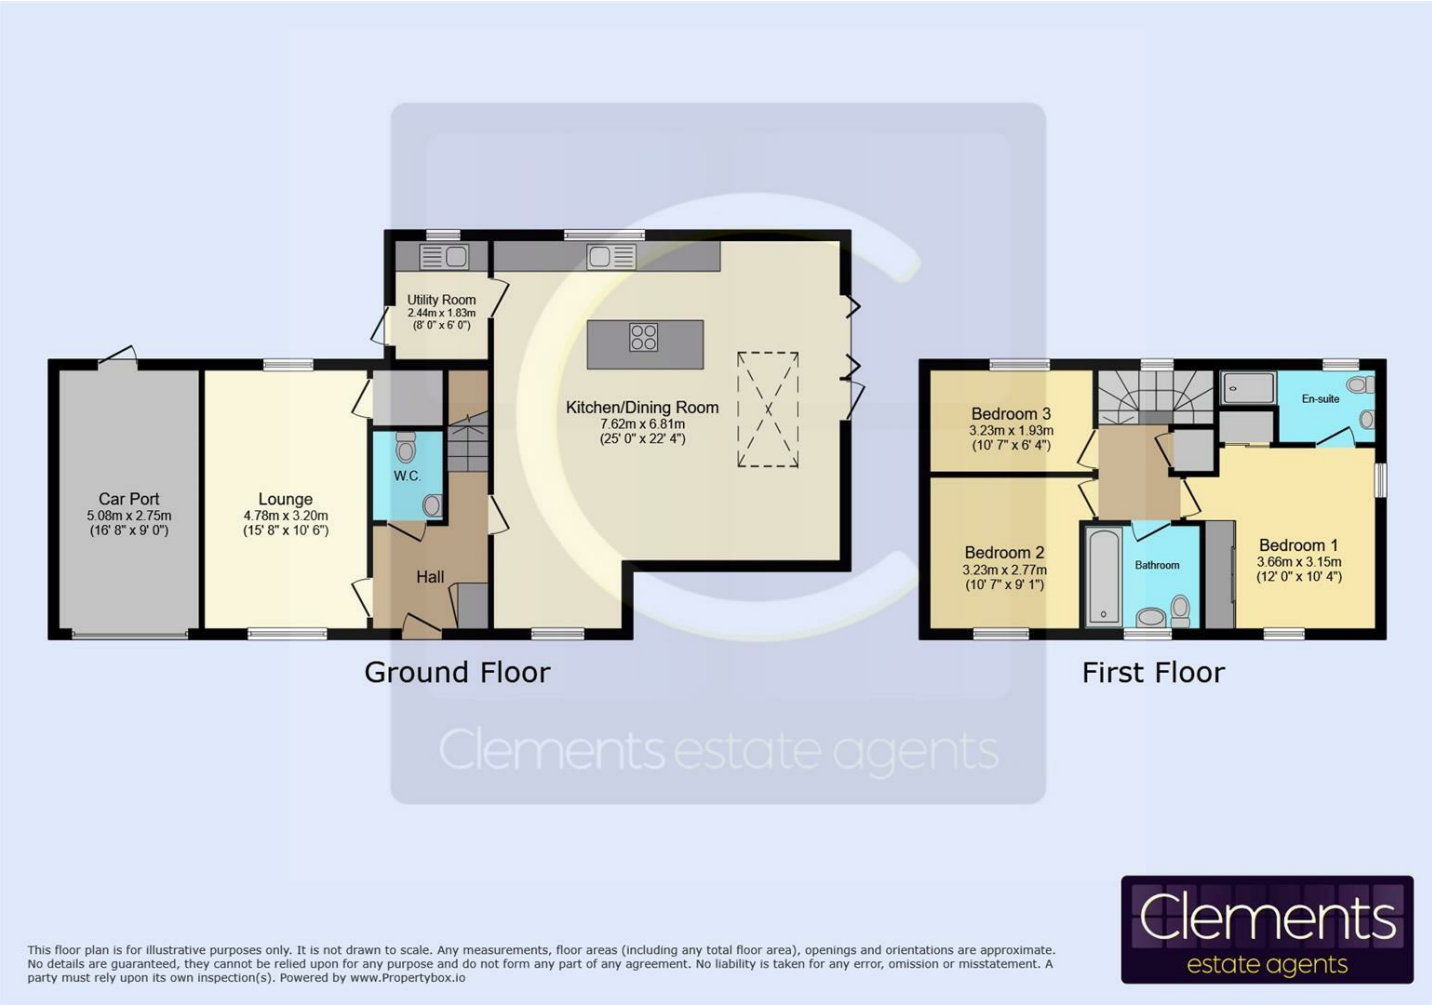 Utility Room
2.44m x 1.83m
(8' 0" x 6' 0")
Kitchen/Dining Room
7.62m x 6.81m
(25' 0" x 22' 4")
W.C.
Car Port
5.08m x 2.75m
(16' 8" x 9' 0")
Lounge
4.78m x 3.20m
(15' 8" x 10' 6")
Hall
Ground Floor
Bedroom 3
3.23m x 1.93m
(10' 7" x 6' 4")
En-suite
Bedroom 2
3.23m x 2.77m
(10' 7" x 9' 1")
Bathroom
Bedroom 1
3.66m x 3.15m
(12' 0" x 10' 4")
First Floor
Clements estate agents
Clements
estate agents
This floor plan is for illustrative purposes only. It is not drawn to scale. Any measurements, floor areas (including any total floor area), openings and orientations are approximate.
No details are guaranteed, they cannot be relied upon for any purpose and do not form any part of any agreement. No liability is taken for any error, omission or misstatement. A
party must rely upon its own inspection(s). Powered by www.Propertybox.io